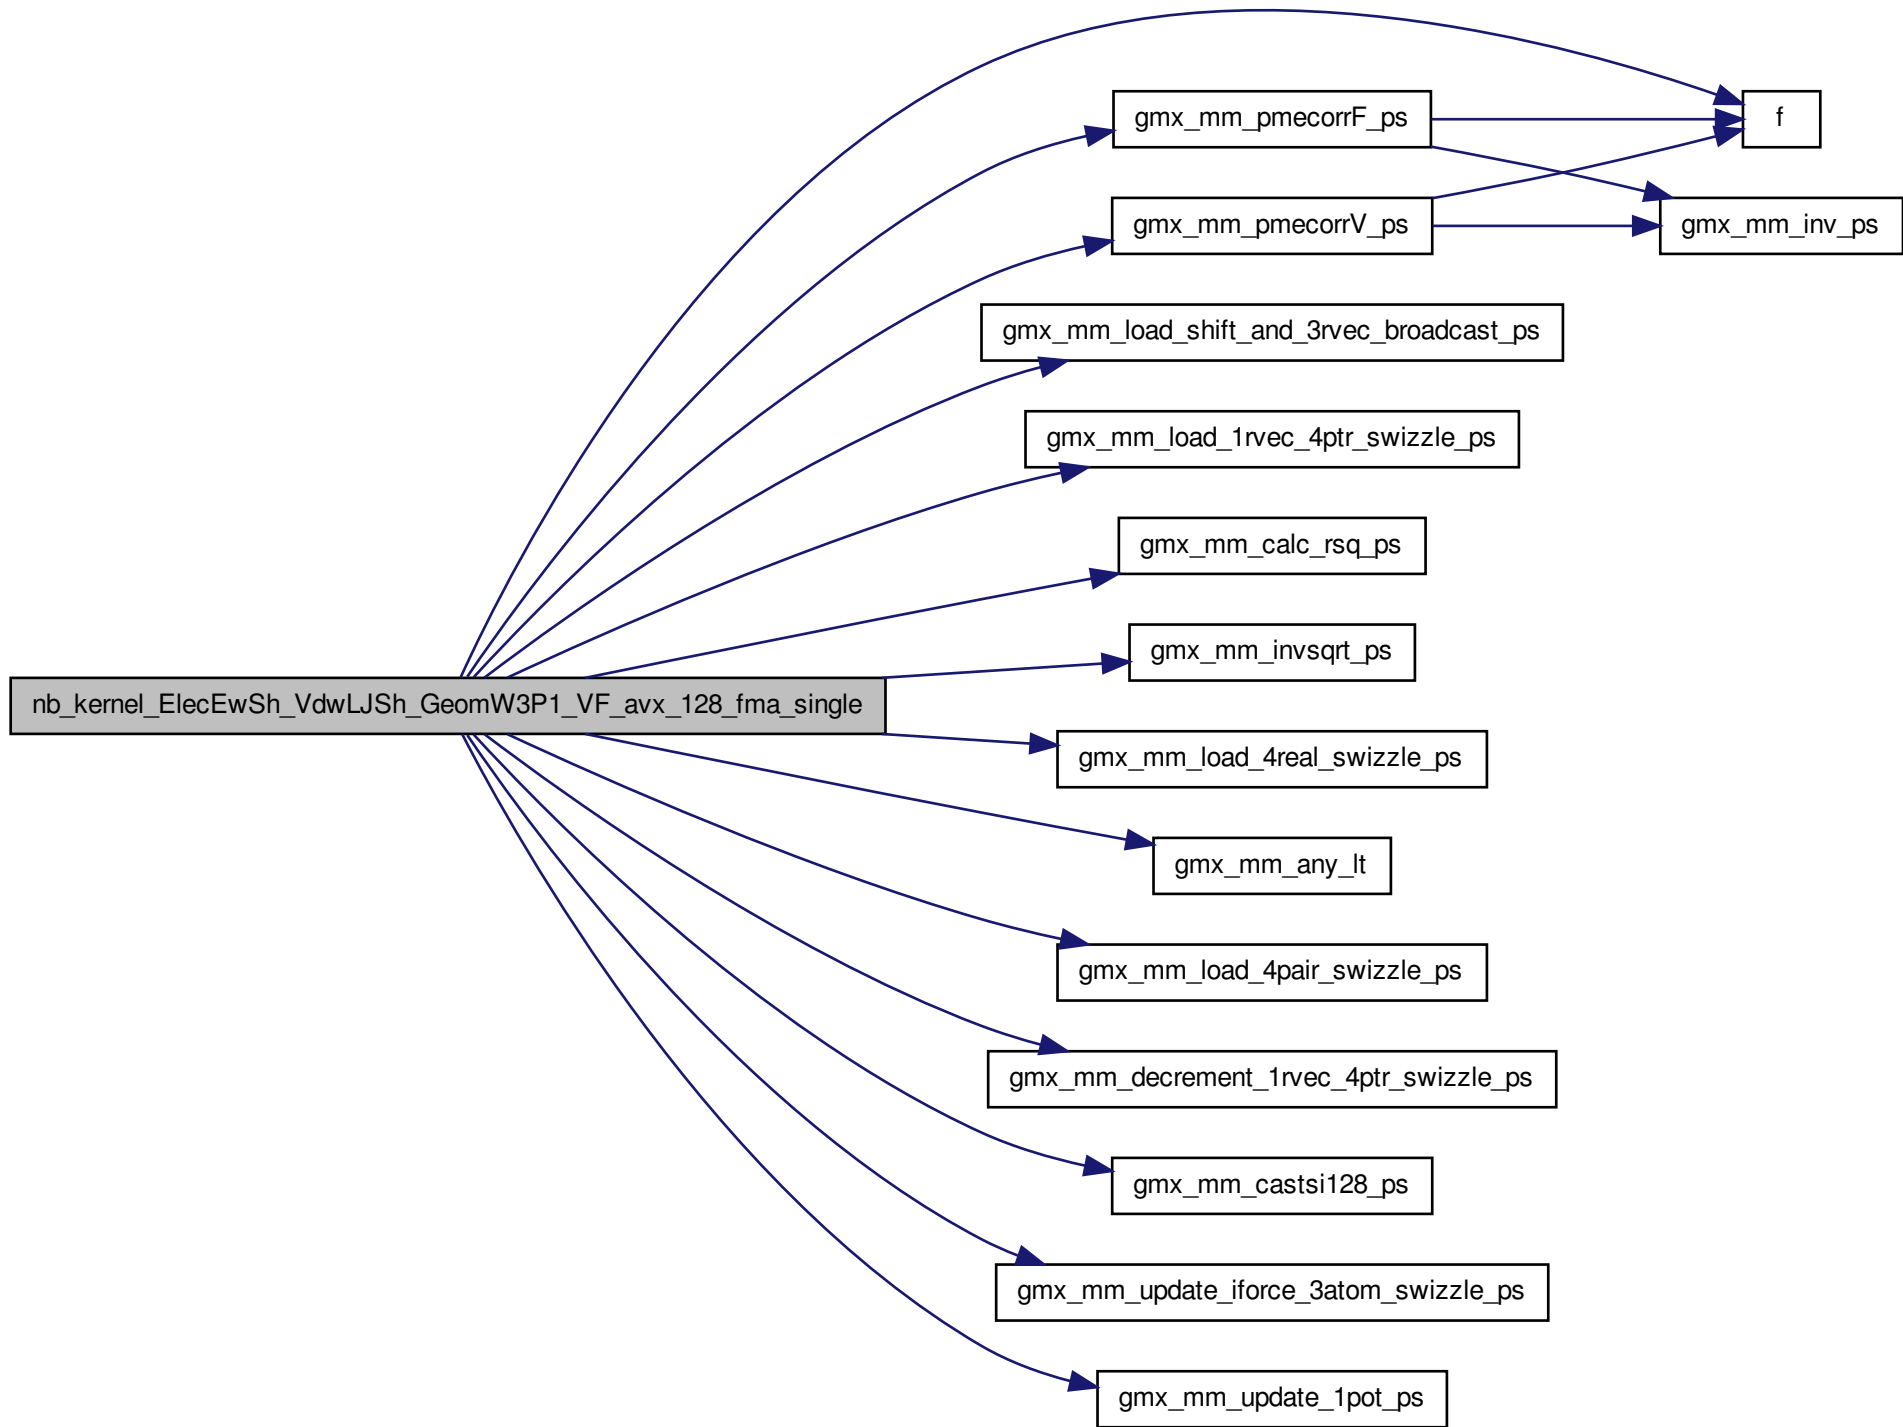 gmx_mm_pmecorrF_ps
f
gmx_mm_pmecorrV_ps
gmx_mm_inv_ps
gmx_mm_load_shift_and_3rvec_broadcast_ps
gmx_mm_load_1rvec_4ptr_swizzle_ps
gmx_mm_calc_rsq_ps
gmx_mm_invsqrt_ps
nb_kernel_ElecEwSh_VdwLJSh_GeomW3P1_VF_avx_128_fma_single
gmx_mm_load_4real_swizzle_ps
gmx_mm_any_lt
gmx_mm_load_4pair_swizzle_ps
gmx_mm_decrement_1rvec_4ptr_swizzle_ps
gmx_mm_castsi128_ps
gmx_mm_update_iforce_3atom_swizzle_ps
gmx_mm_update_1pot_ps